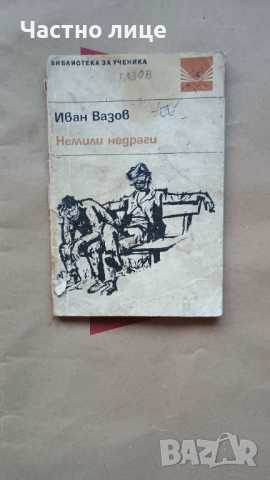 Частно лице
БИБЛИОТЕКА ЗА УЧЕНИКА
ВАЗОВ
Иван Вазов
Немили недраги
BAZAR